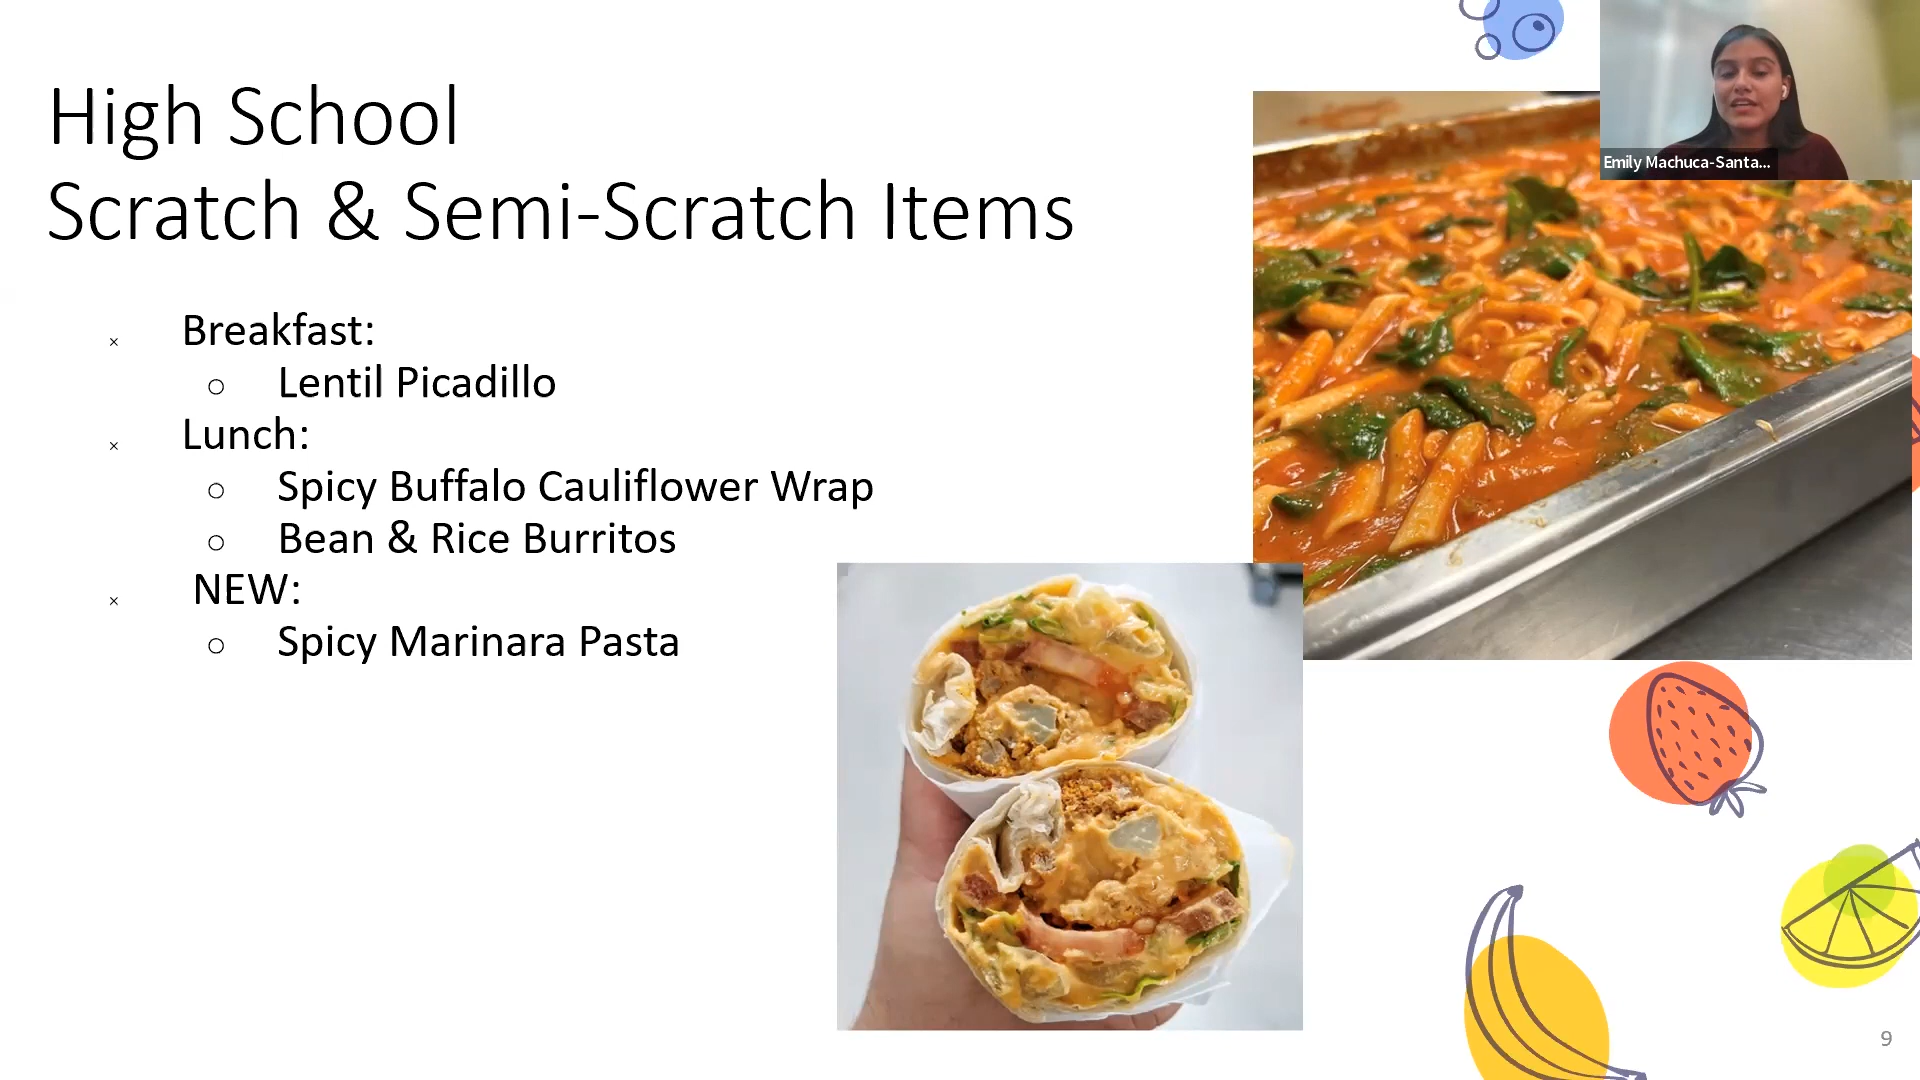 High School
Scratch & Semi-Scratch Items
Breakfast:
Lentil Picadillo
Lunch:
Spicy Buffalo Cauliflower Wrap
Bean & Rice Burritos
NEW:
Spicy Marinara Pasta
Emily Machuca-Santa...
9